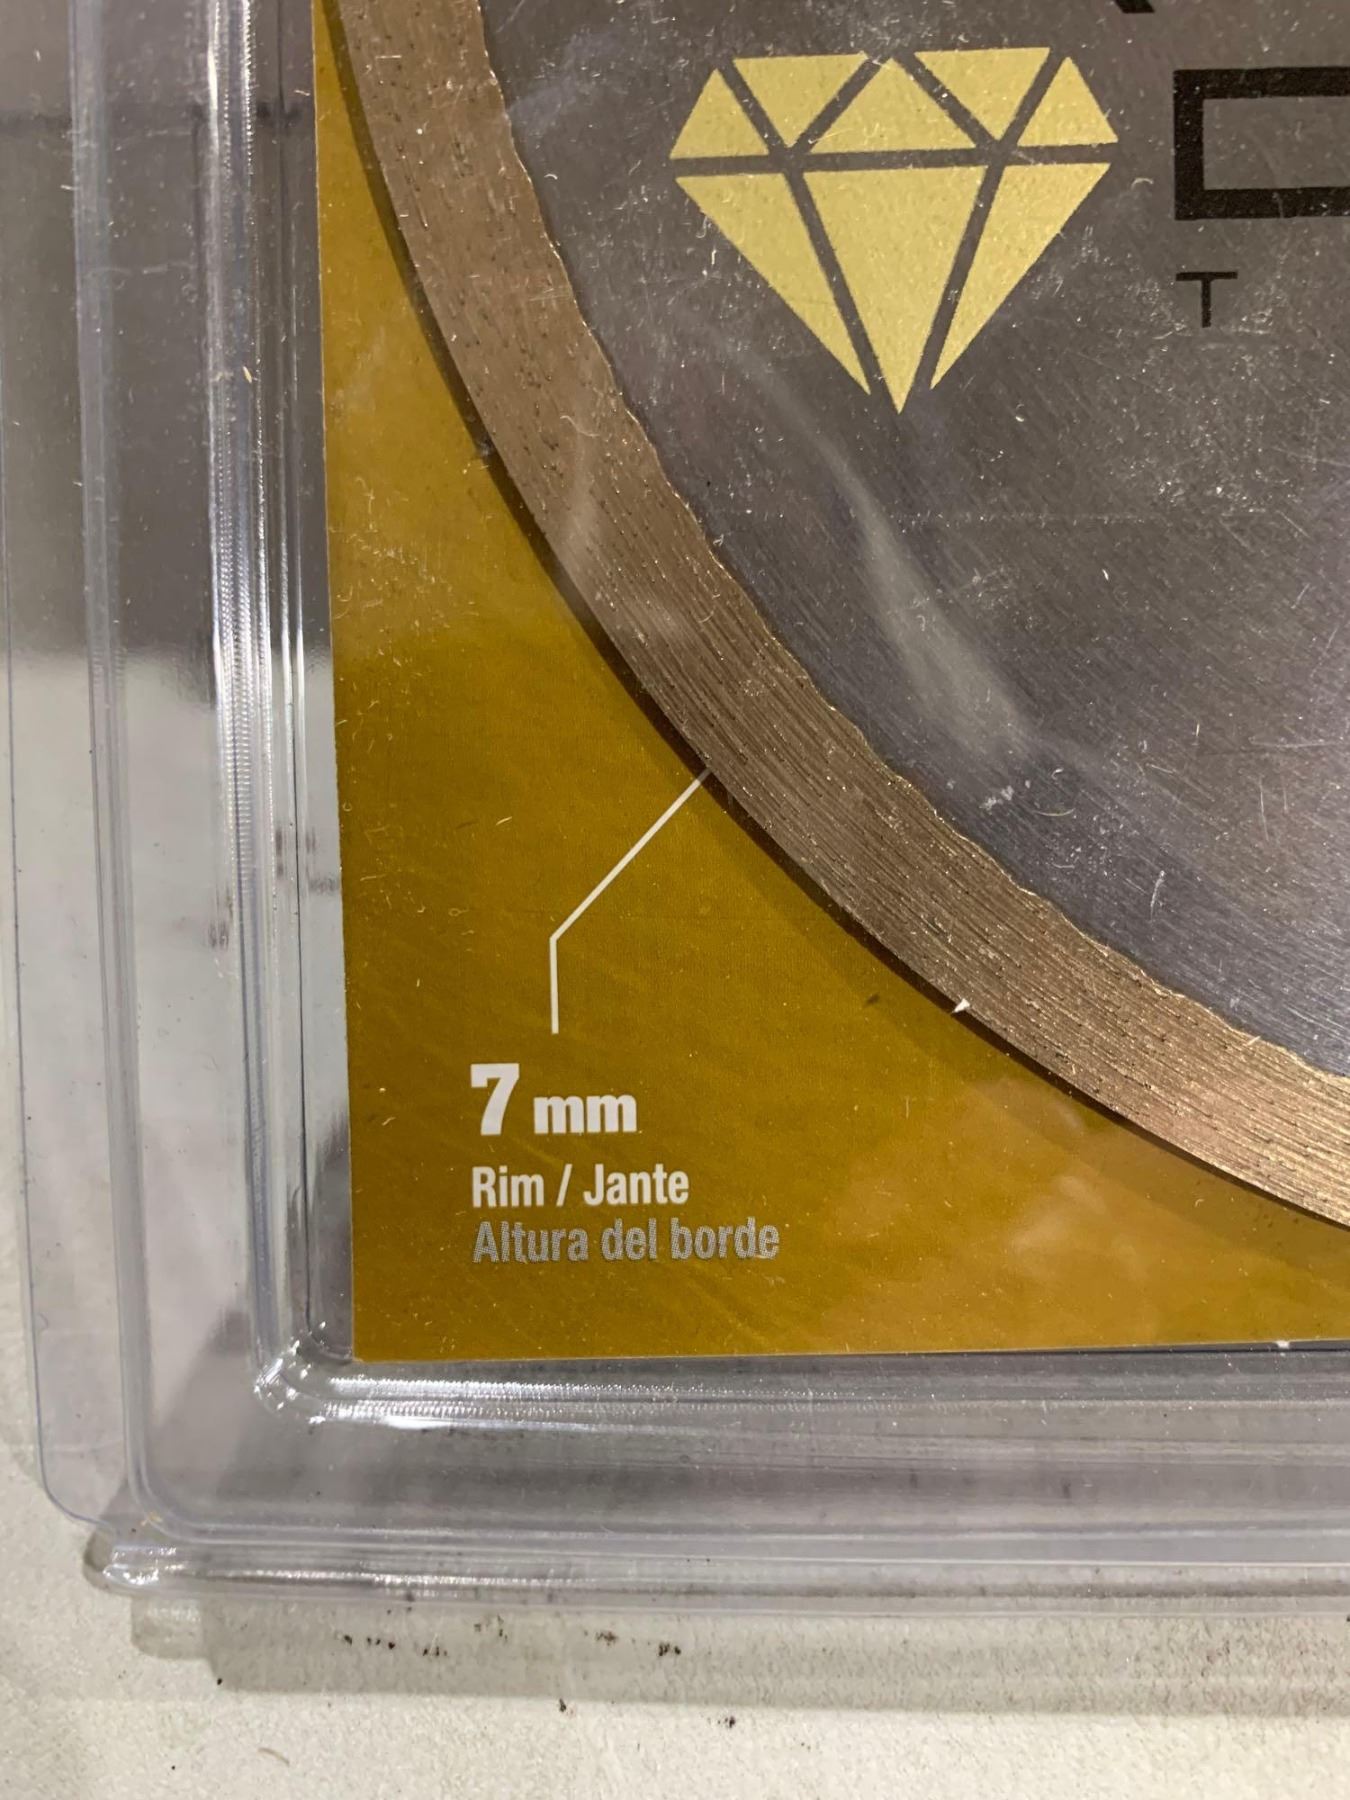 T
7 mm
Rim / Jante
Altura del borde